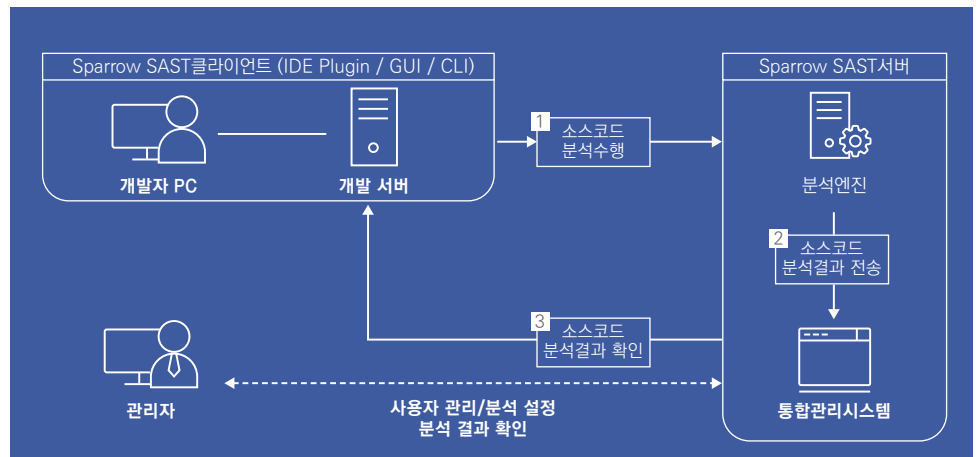 Sparrow SAST클라이언트 (IDE Plugin / GUI / CLI)
개발자 PC
개발 서버
1
소스코드
분석수행
Sparrow SAST서버
분석엔진
2
소스코드
분석결과 전송
3
소스코드
분석결과 확인
관리자
사용자 관리/분석 설정
분석 결과 확인
통합관리시스템